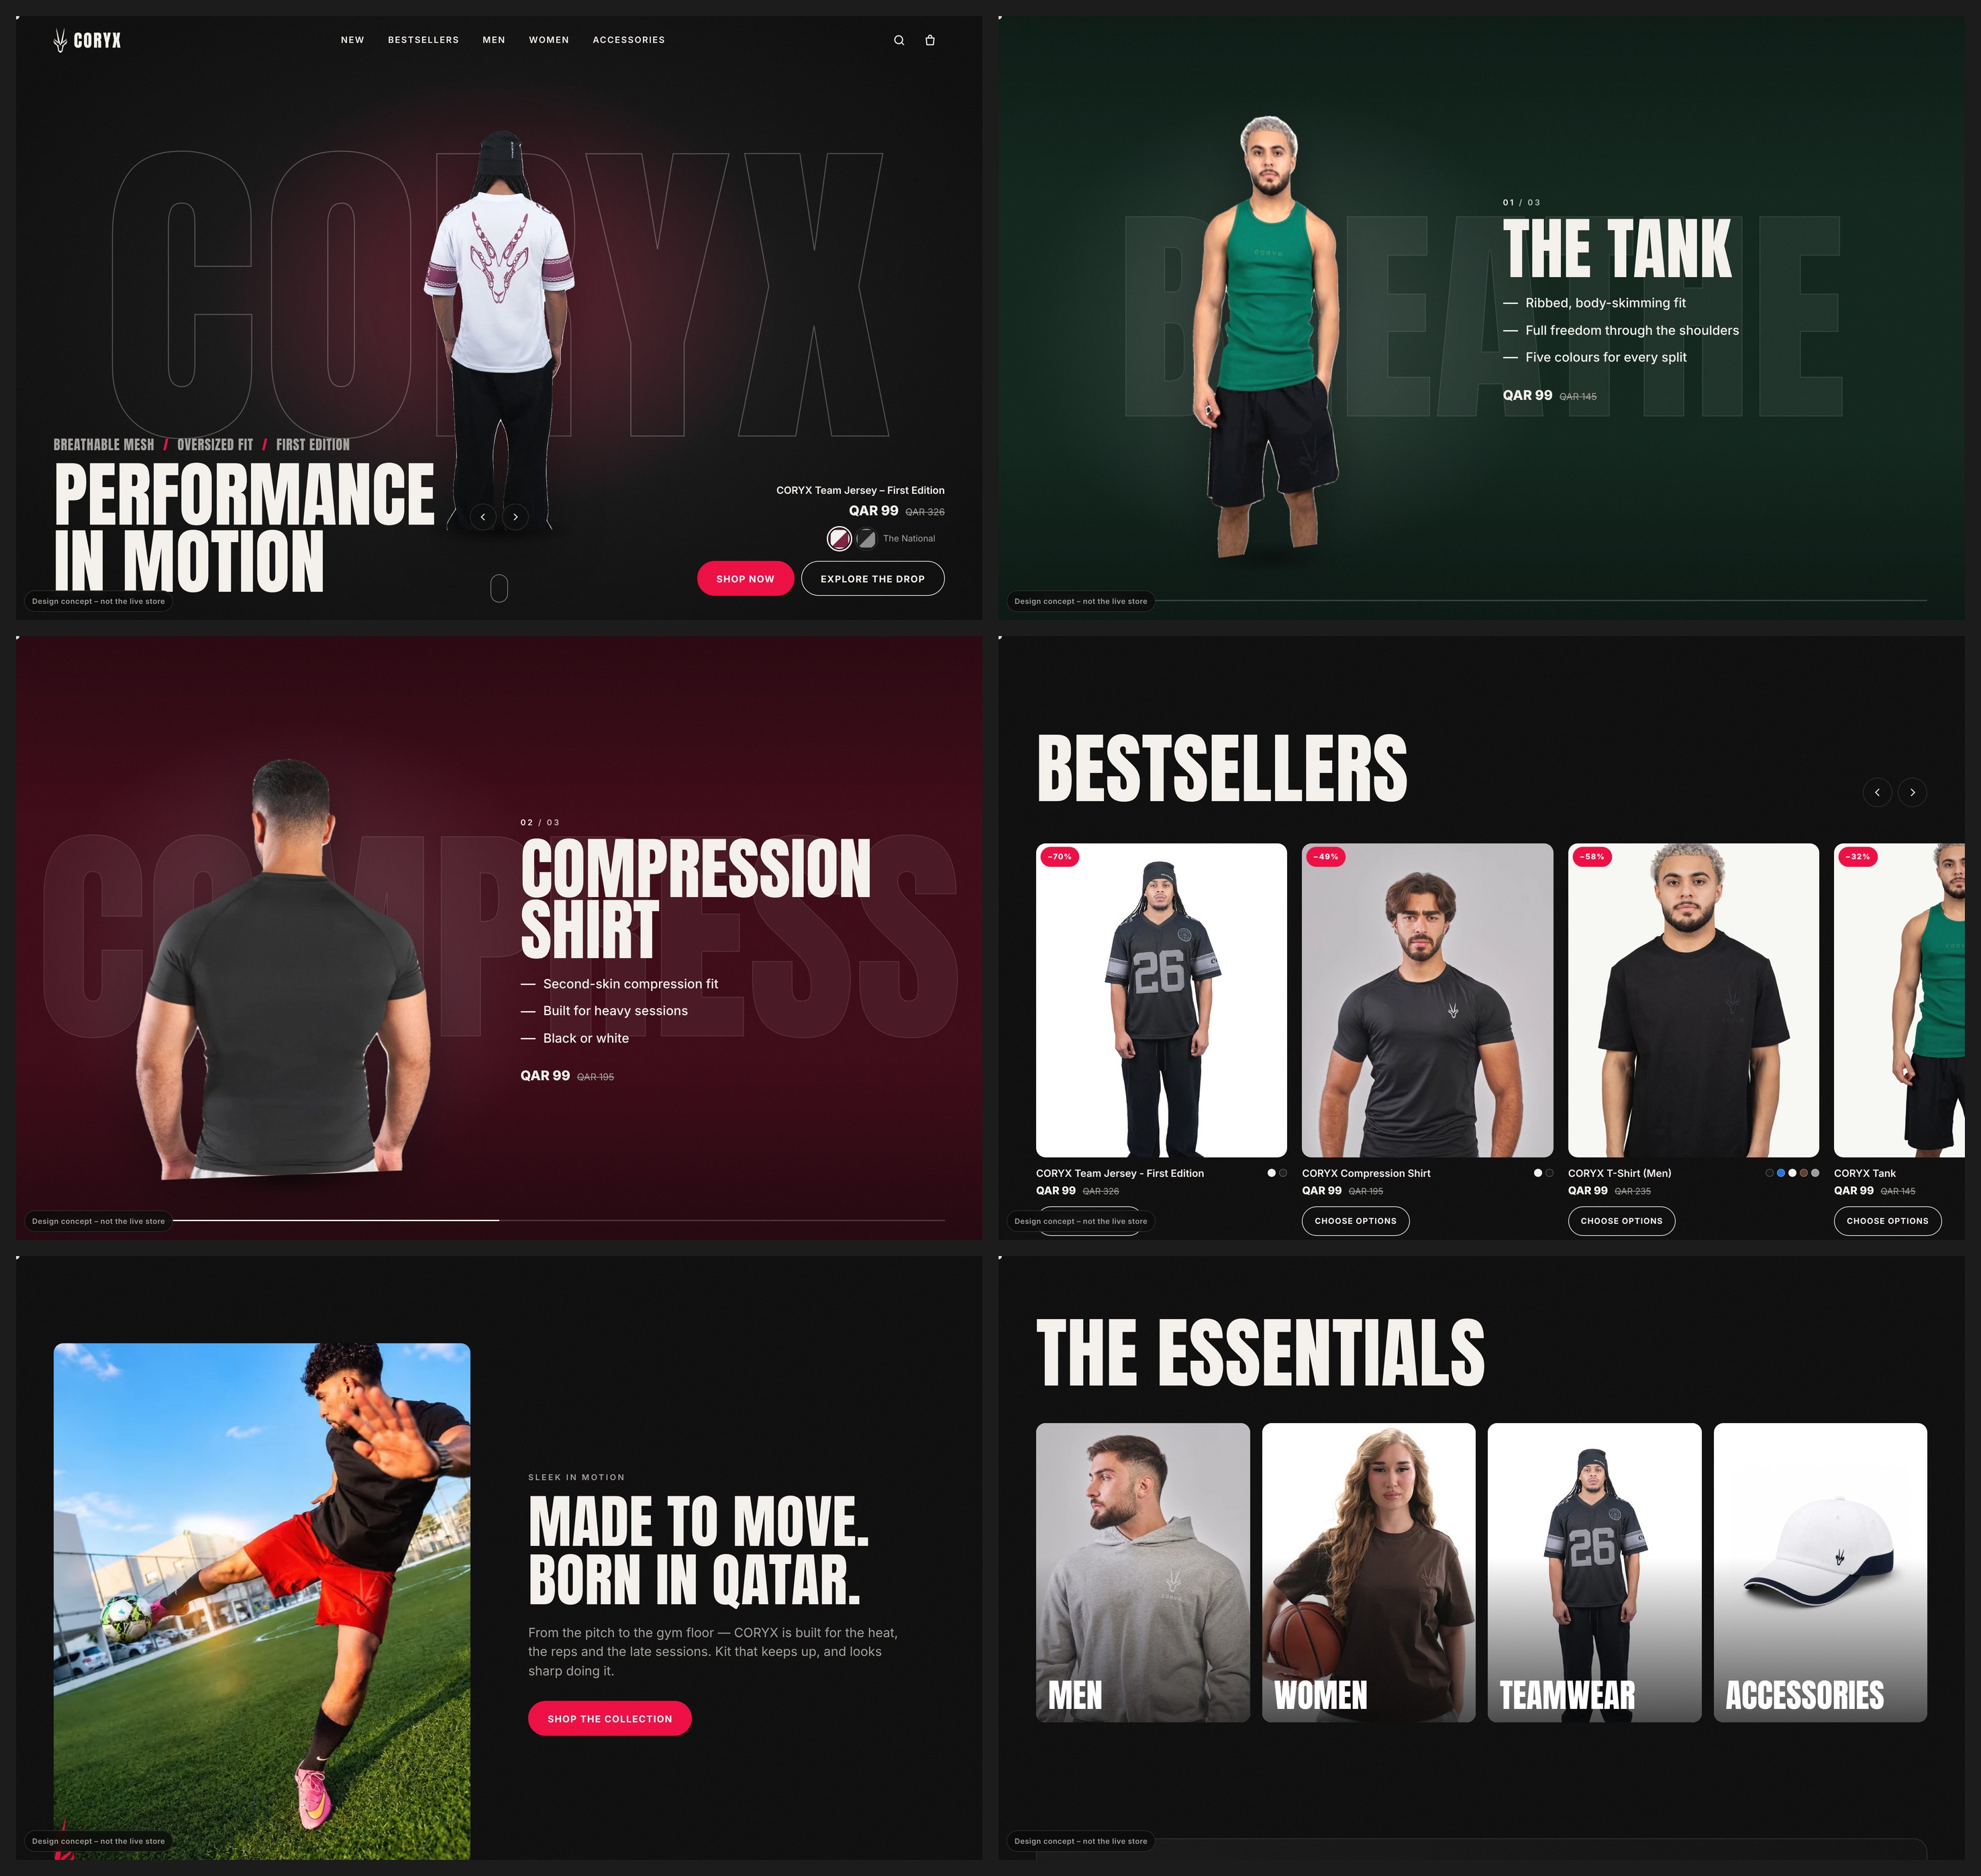 CORYX
NEW BESTSELLERS MEN WOMEN ACCESSORIES
CORYX
BREATHABLE MESH / OVERSIZED FIT / FIRST EDITION
PERFORMANCE
IN MOTION
CORYX Team Jersey – First Edition
QAR 99 QAR 326
The National
SHOP NOW EXPLORE THE DROP
Design concept – not the live store
BREATHE
01 / 03
THE TANK
— Ribbed, body-skimming fit
— Full freedom through the shoulders
— Five colours for every split
QAR 99 QAR 145
Design concept – not the live store
COMPRESS
02 / 03
COMPRESSION
SHIRT
— Second-skin compression fit
— Built for heavy sessions
— Black or white
QAR 99 QAR 195
Design concept – not the live store
BESTSELLERS
−70% −49% −58% −32%
26
CORYX Team Jersey - First Edition
QAR 99 QAR 326
CORYX Compression Shirt
QAR 99 QAR 195
CHOOSE OPTIONS
CORYX T-Shirt (Men)
QAR 99 QAR 235
CHOOSE OPTIONS
CORYX Tank
QAR 99 QAR 145
CHOOSE OPTIONS
Design concept – not the live store
SLEEK IN MOTION
MADE TO MOVE.
BORN IN QATAR.
From the pitch to the gym floor — CORYX is built for the heat,
the reps and the late sessions. Kit that keeps up, and looks
sharp doing it.
SHOP THE COLLECTION
Design concept – not the live store
THE ESSENTIALS
26
MEN WOMEN TEAMWEAR ACCESSORIES
Design concept – not the live store